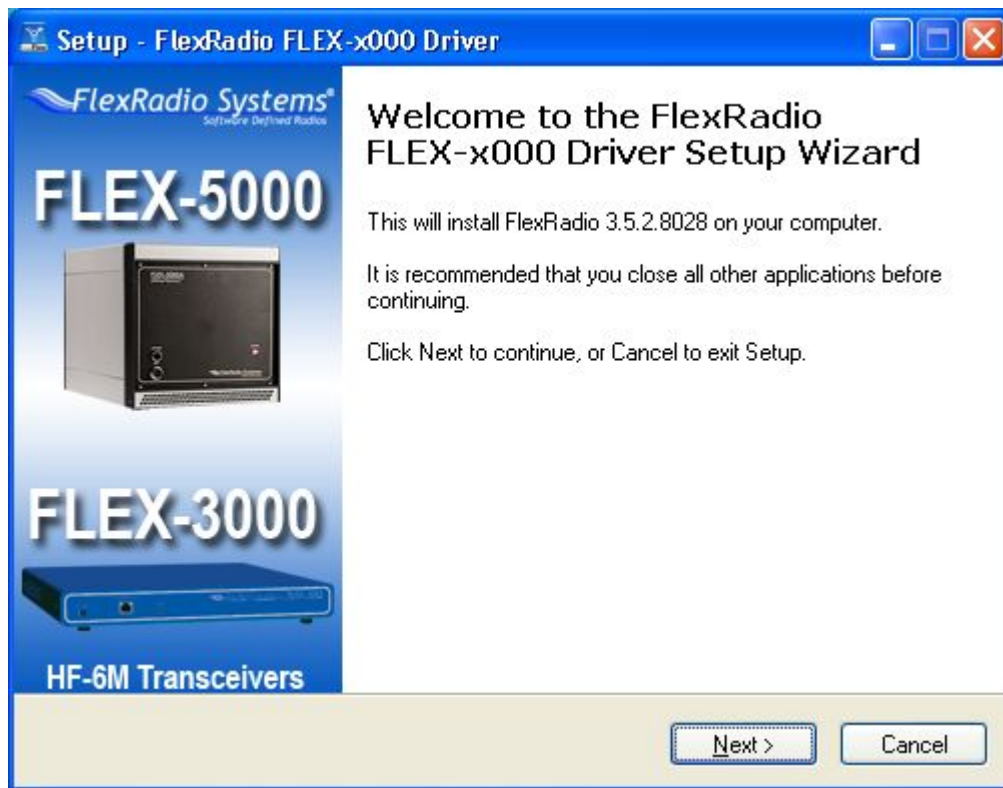 Setup - FlexRadio FLEX-x000 Driver
FlexRadio Systems®
Software Defined Radios
FLEX-5000
FLEX-3000
HF-6M Transceivers
Welcome to the FlexRadio
FLEX-x000 Driver Setup Wizard
This will install FlexRadio 3.5.2.8028 on your computer.
It is recommended that you close all other applications before
continuing.
Click Next to continue, or Cancel to exit Setup.
Next >
Cancel